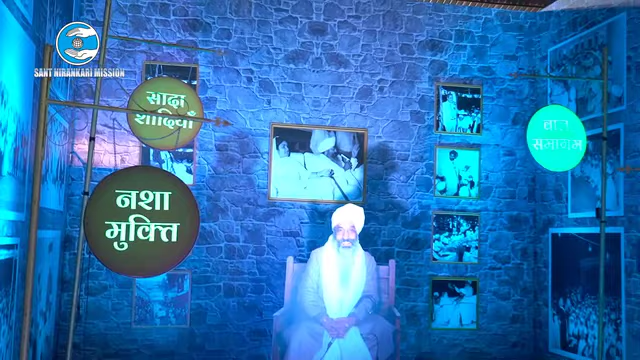 SANT NIRANKARI MISSION
सादा
शादियाँ
नशा
मुक्ति
बाल
समागम